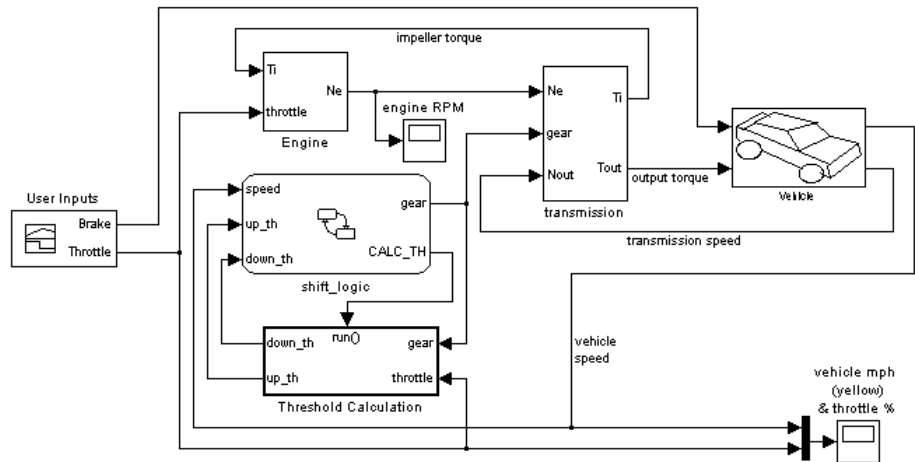 impeller torque
Ti
Ne
throttle
Engine
engine RPM
Ne
Ti
gear
Nout
Tout
transmission
output torque
Vehicle
transmission speed
User Inputs
Brake
Throttle
speed
gear
up_th
down_th
CALC_TH
shift_logic
run()
down_th
gear
up_th
throttle
Threshold Calculation
vehicle
speed
vehicle mph
(yellow)
& throttle %